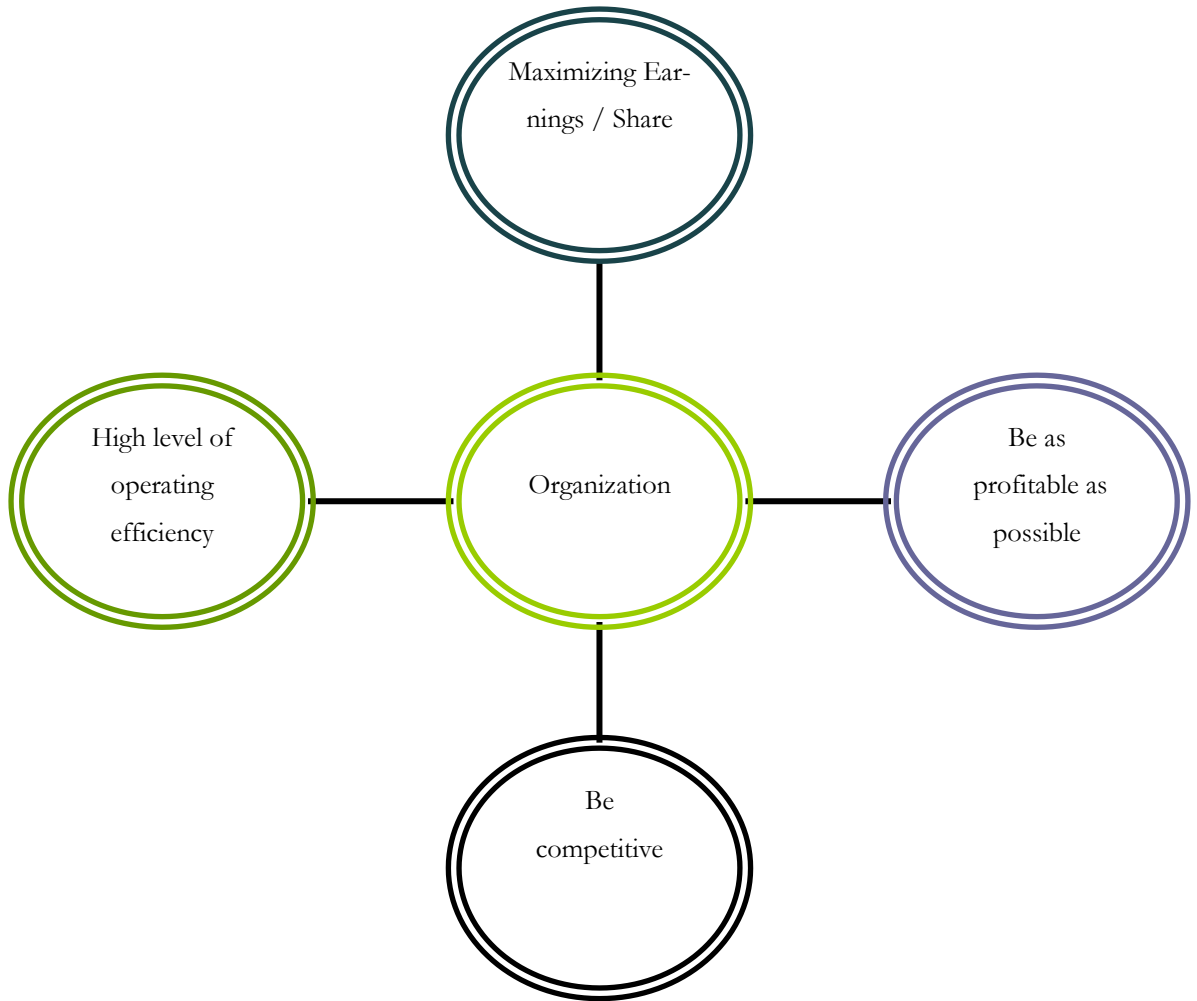 Maximizing Ear-
nings / Share
High level of
operating
efficiency
Organization
Be as
profitable as
possible
Be
competitive